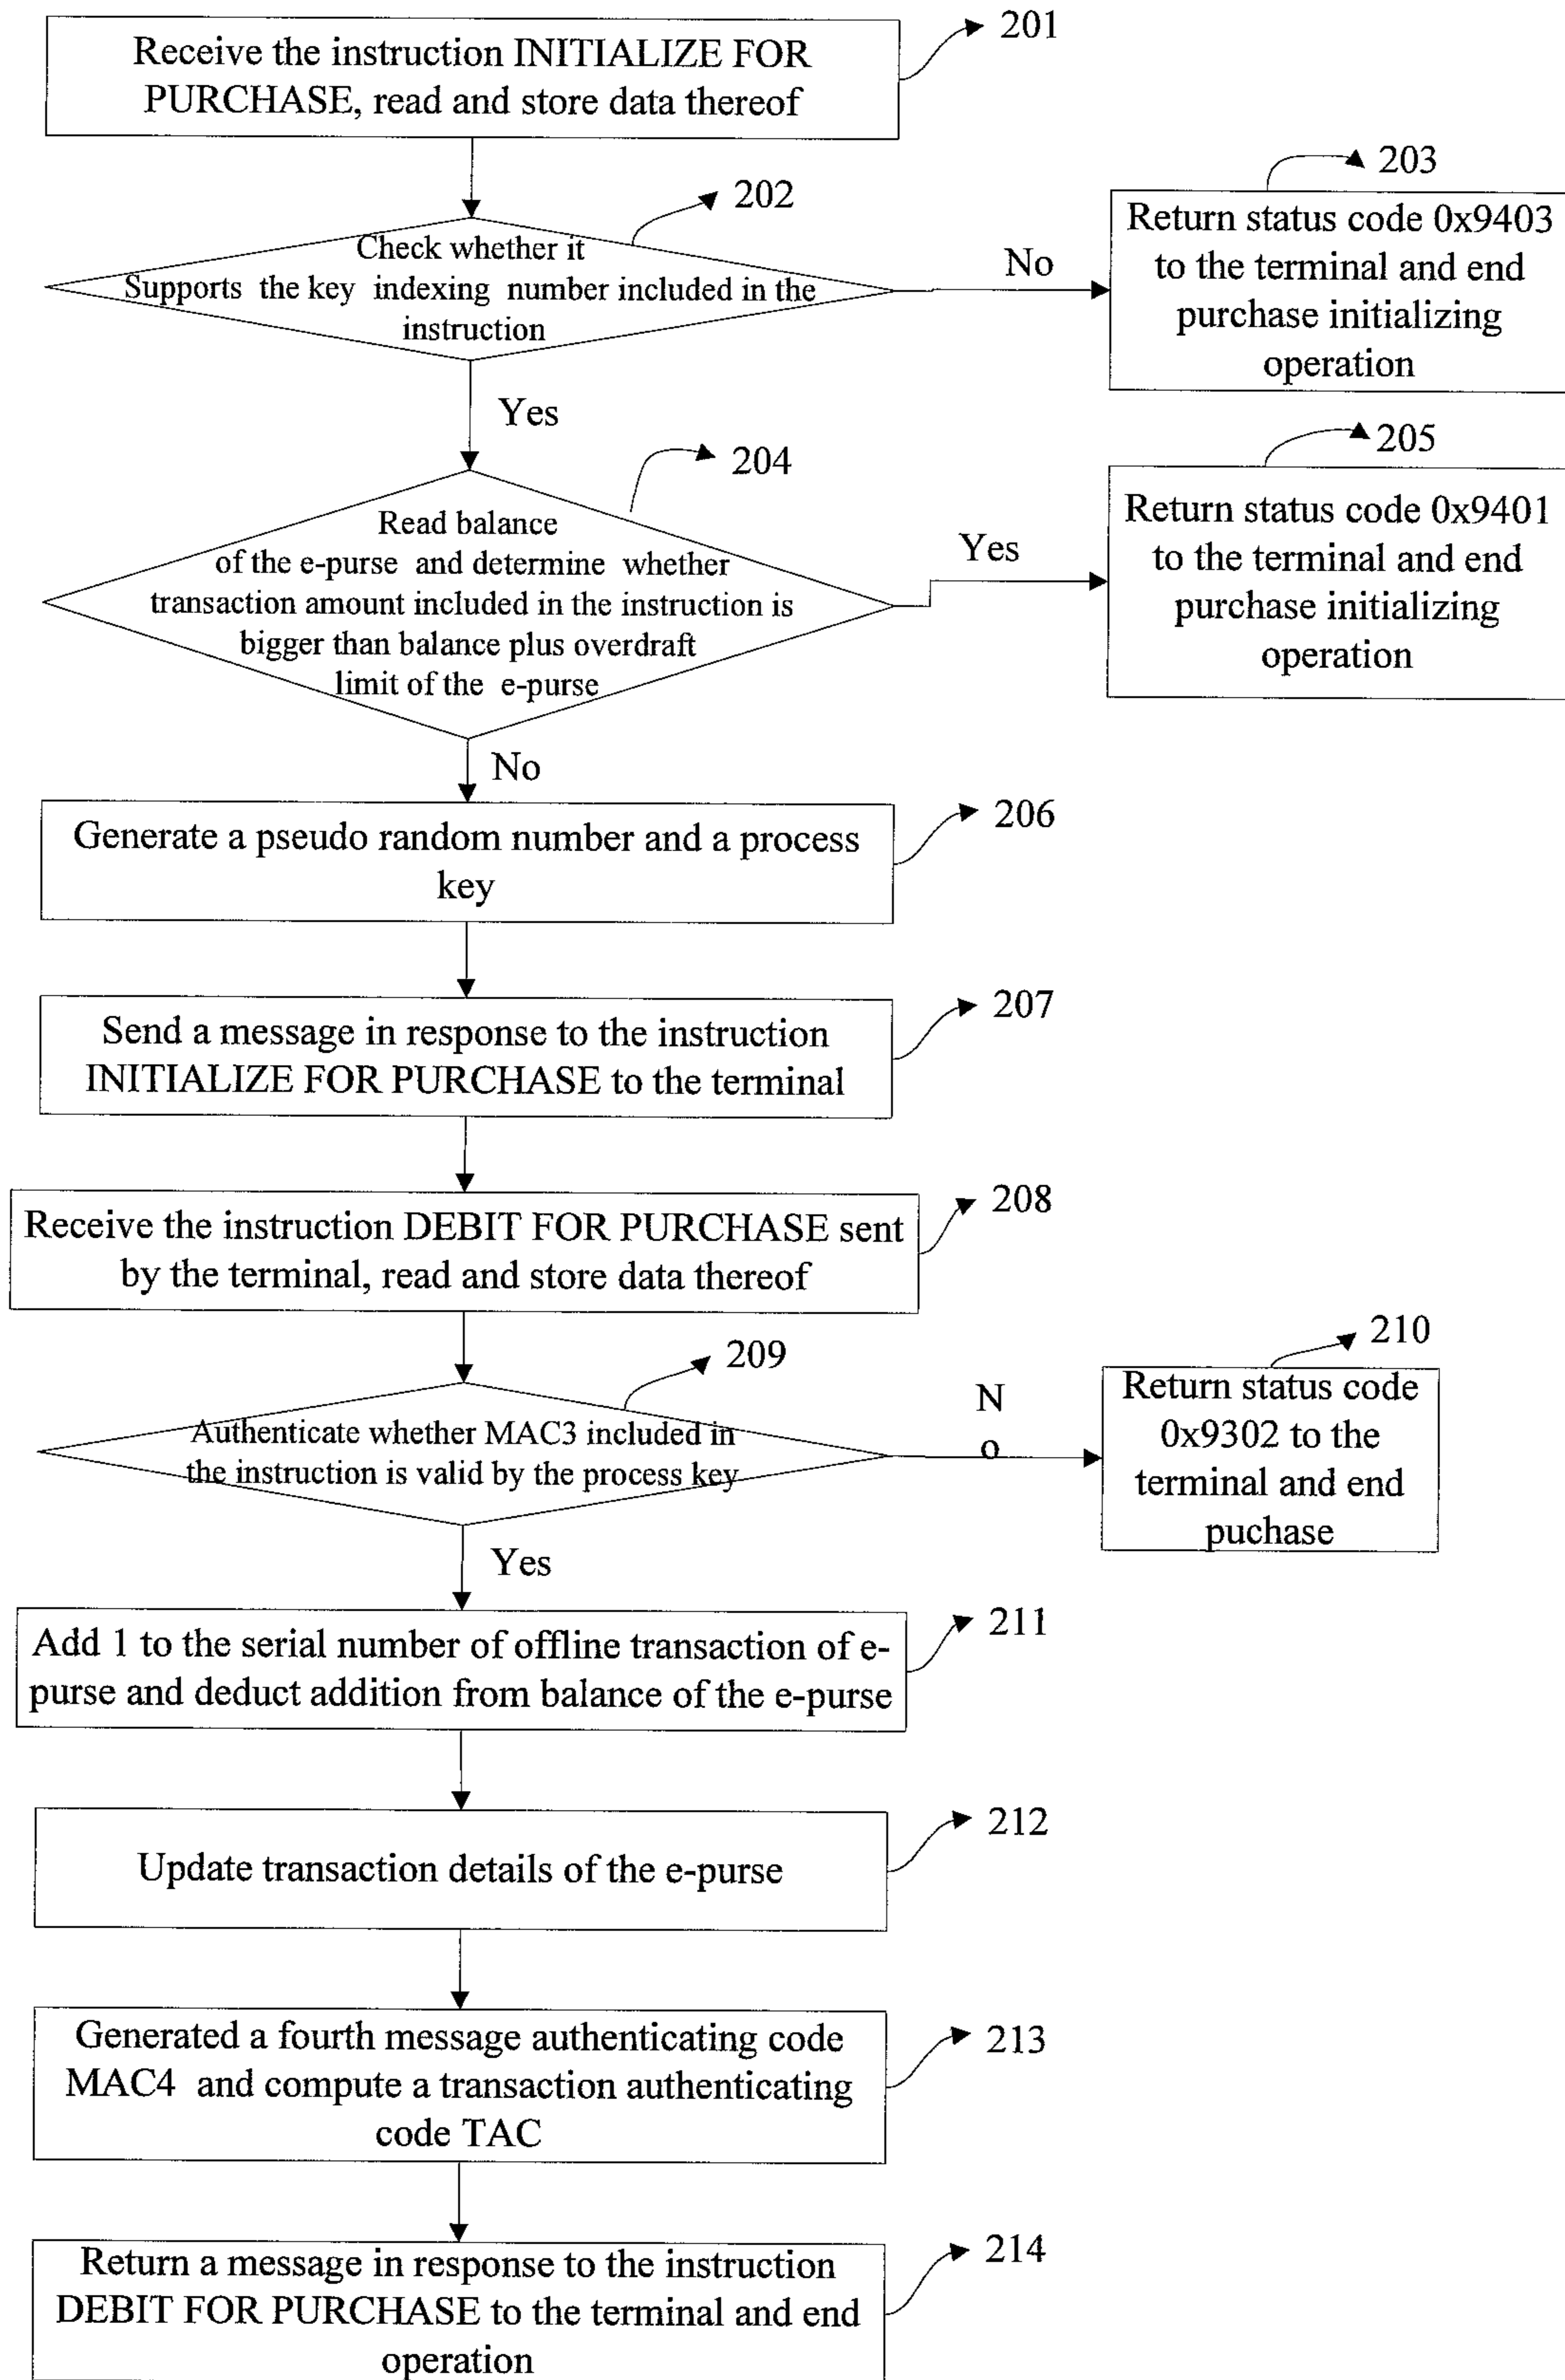 201
Receive the instruction INITIALIZE FOR
PURCHASE, read and store data thereof
202
Check whether it
Supports the key indexing number included in the
instruction
No
203
Return status code 0x9403
to the terminal and end
purchase initializing
operation
Yes
204
Read balance
of the e-purse and determine whether
transaction amount included in the instruction is
bigger than balance plus overdraft
limit of the e-purse
Yes
205
Return status code 0x9401
to the terminal and end
purchase initializing
operation
No
206
Generate a pseudo random number and a process
key
207
Send a message in response to the instruction
INITIALIZE FOR PURCHASE to the terminal
208
Receive the instruction DEBIT FOR PURCHASE sent
by the terminal, read and store data thereof
209
Authenticate whether MAC3 included in
the instruction is valid by the process key
N
o
210
Return status code
0x9302 to the
terminal and end
puchase
Yes
211
Add 1 to the serial number of offline transaction of e-
purse and deduct addition from balance of the e-purse
212
Update transaction details of the e-purse
213
Generated a fourth message authenticating code
MAC4 and compute a transaction authenticating
code TAC
214
Return a message in response to the instruction
DEBIT FOR PURCHASE to the terminal and end
operation